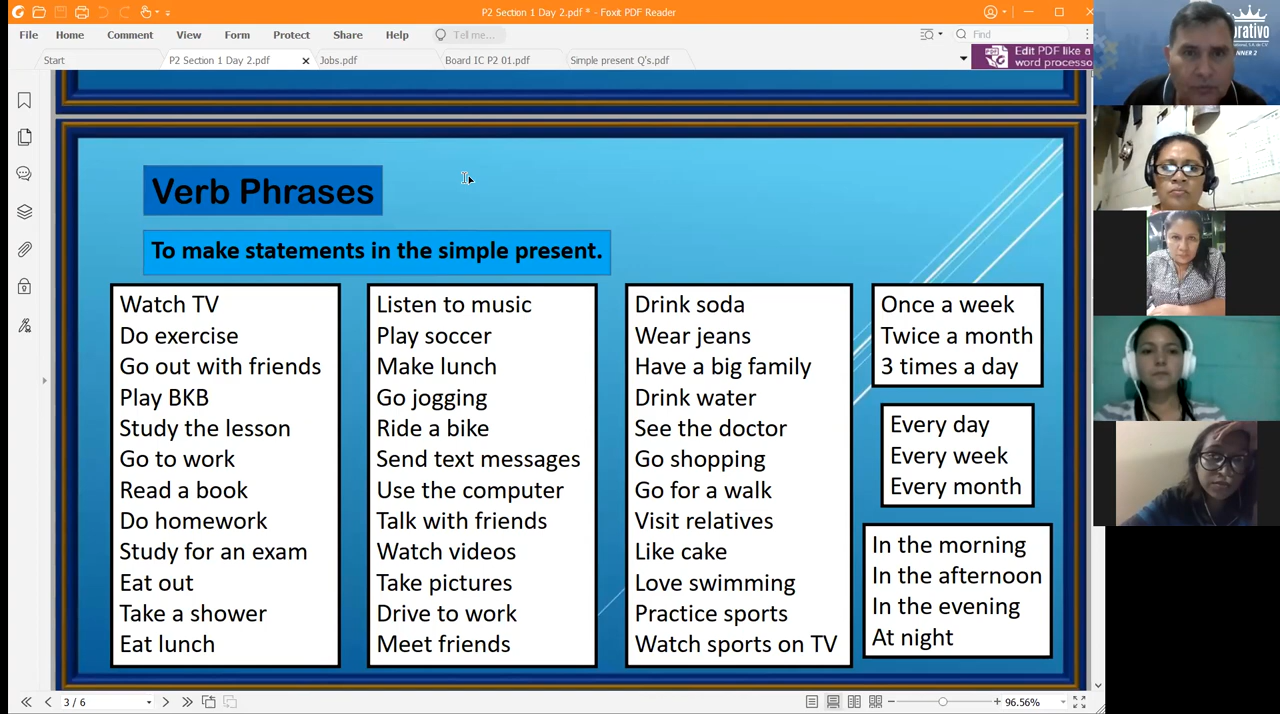 P2 Section 1 Day 2.pdf * - Foxit PDF Reader
File Home Comment View Form Protect Share Help Tell me... Find
Start P2 Section 1 Day 2.pdf Jobs.pdf Board IC P2 01.pdf Simple present Q's.pdf
Edit PDF like a
word processo
Verb Phrases
To make statements in the simple present.
Watch TV
Do exercise
Go out with friends
Play BKB
Study the lesson
Go to work
Read a book
Do homework
Study for an exam
Eat out
Take a shower
Eat lunch
Listen to music
Play soccer
Make lunch
Go jogging
Ride a bike
Send text messages
Use the computer
Talk with friends
Watch videos
Take pictures
Drive to work
Meet friends
Drink soda
Wear jeans
Have a big family
Drink water
See the doctor
Go shopping
Go for a walk
Visit relatives
Like cake
Love swimming
Practice sports
Watch sports on TV
Once a week
Twice a month
3 times a day
Every day
Every week
Every month
In the morning
In the afternoon
In the evening
At night
3 / 6
96.56%
orativo
NNER 2